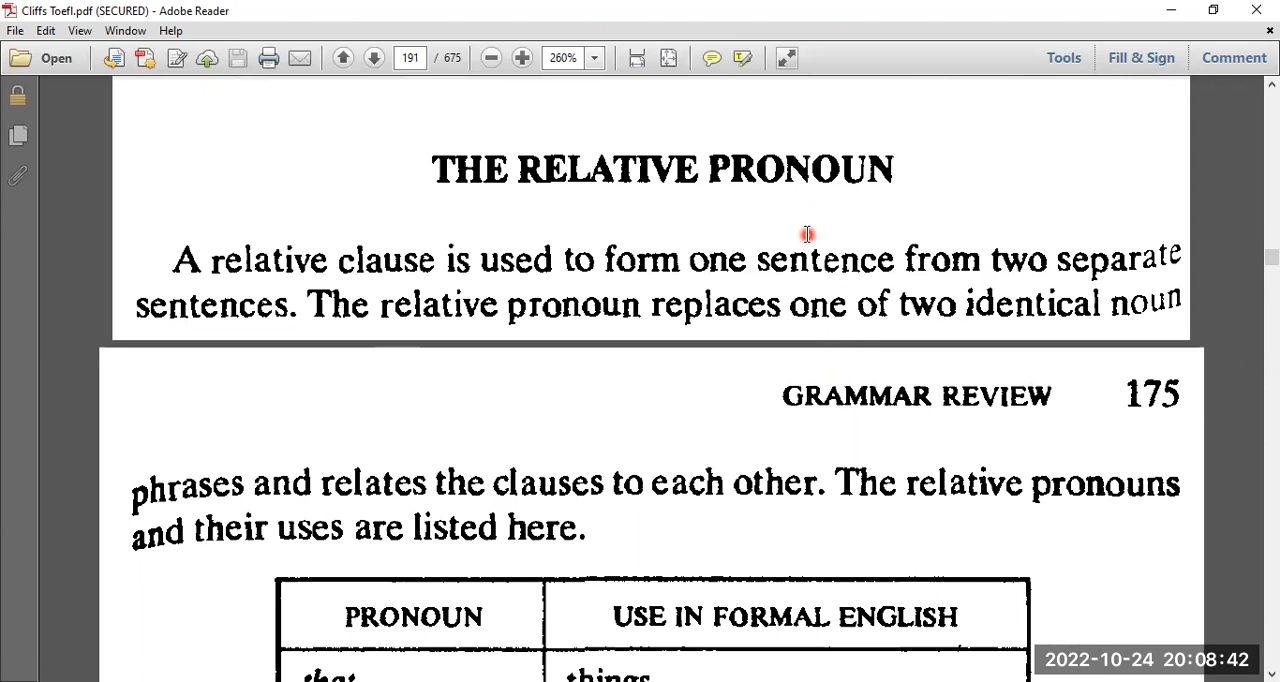 Cliffs Toefl.pdf (SECURED) - Adobe Reader
File Edit View Window Help
Open 191 / 675 260% Tools Fill & Sign Comment
THE RELATIVE PRONOUN
A relative clause is used to form one sentence from two separate
sentences. The relative pronoun replaces one of two identical noun
GRAMMAR REVIEW 175
phrases and relates the clauses to each other. The relative pronouns
and their uses are listed here.
PRONOUN USE IN FORMAL ENGLISH
that things
2022-10-24 20:08:42